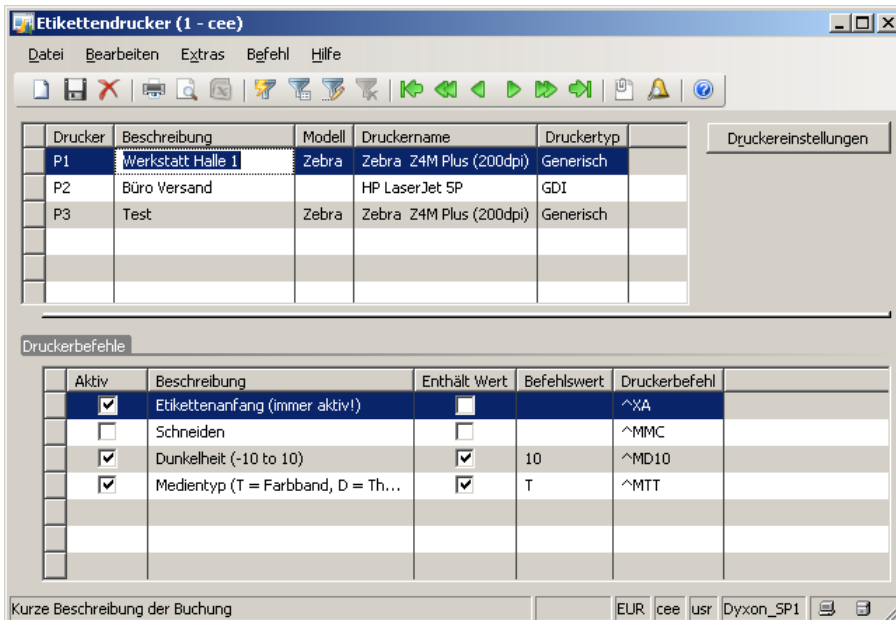 Etikettendrucker (1 - cee)
Datei Bearbeiten Extras Befehl Hilfe
Drucker Beschreibung Modell Druckername Druckertyp
Druckereinstellungen
P1 Werkstatt Halle 1 Zebra Zebra Z4M Plus (200dpi) Generisch
P2 Büro Versand HP LaserJet 5P GDI
P3 Test Zebra Zebra Z4M Plus (200dpi) Generisch
Druckerbefehle
Aktiv Beschreibung Enthält Wert Befehlswert Druckerbefehl
Etikettenanfang (immer aktiv!) ^XA
Schneiden ^MMC
Dunkelheit (-10 to 10) 10 ^MD10
Medientyp (T = Farbband, D = Th... T ^MTT
Kurze Beschreibung der Buchung EUR cee usr Dyxon_SP1